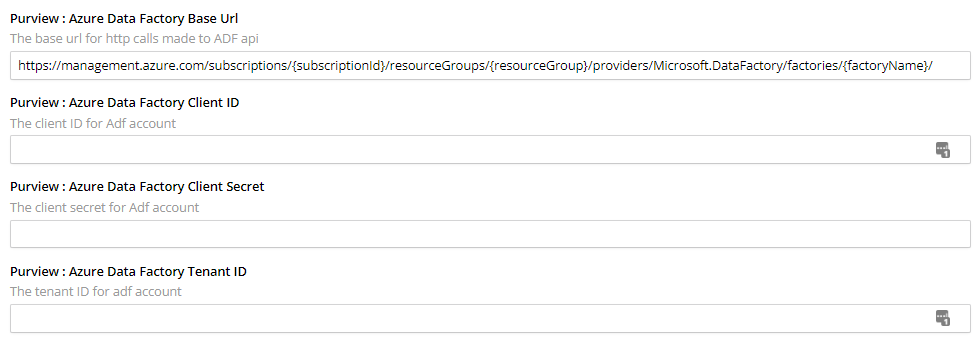 Purview : Azure Data Factory Base Url
The base url for http calls made to ADF api
https://management.azure.com/subscriptions/{subscriptionId}/resourceGroups/{resourceGroup}/providers/Microsoft.DataFactory/factories/{factoryName}/
Purview : Azure Data Factory Client ID
The client ID for Adf account
1
Purview : Azure Data Factory Client Secret
The client secret for Adf account
Purview : Azure Data Factory Tenant ID
The tenant ID for adf account
1